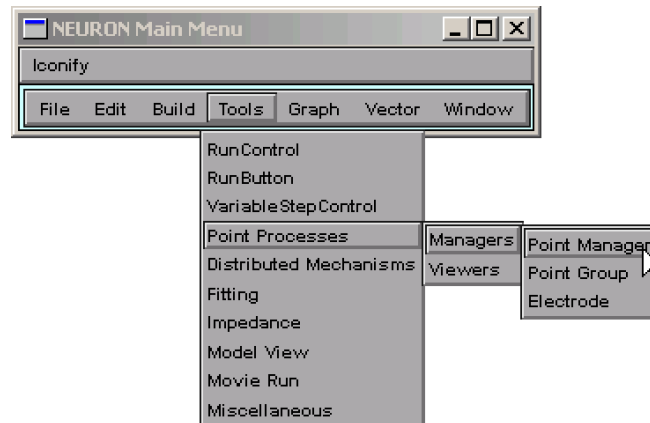 NEURON Main Menu
Iconify
File Edit Build Tools Graph Vector Window
RunControl
RunButton
VariableStepControl
Point Processes
Distributed Mechanisms
Fitting
Impedance
Model View
Movie Run
Miscellaneous
Managers
Viewers
Point Manager
Point Group
Electrode